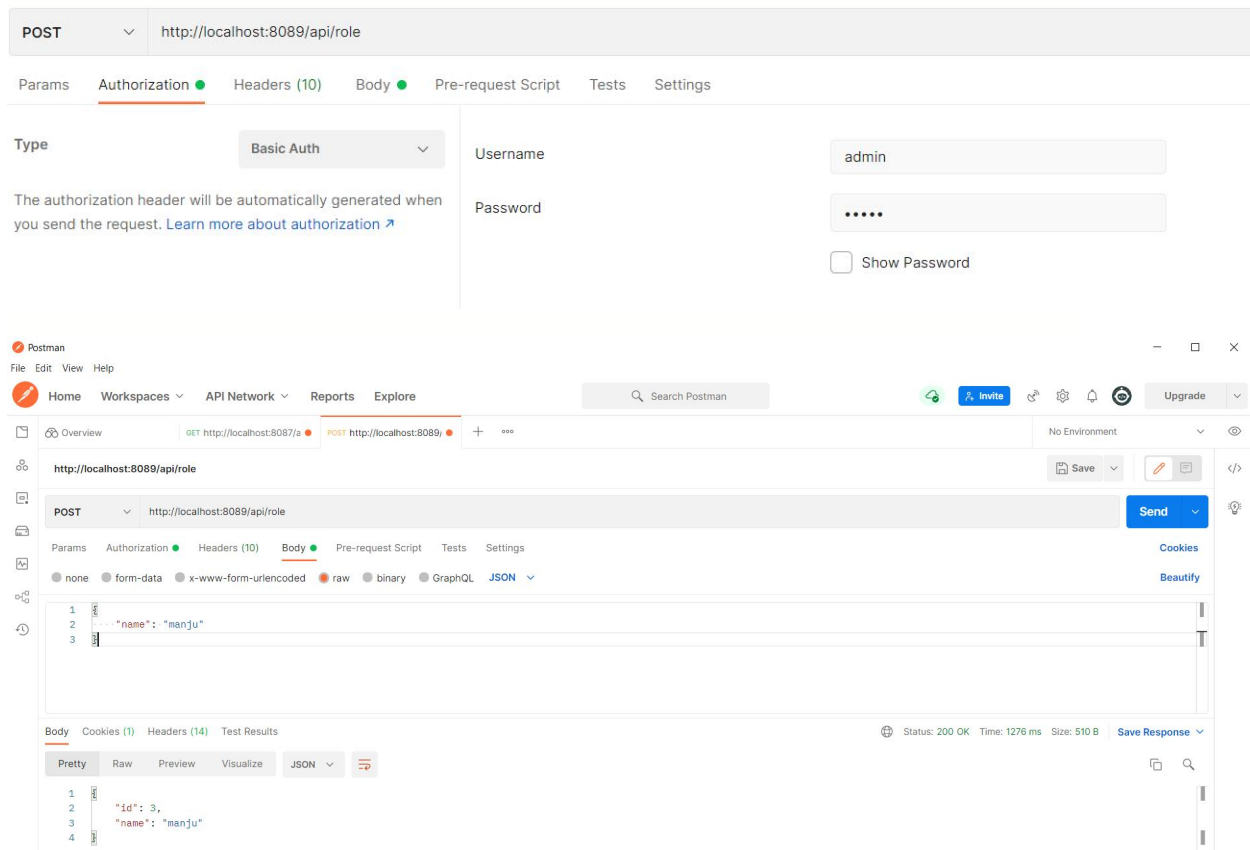 POST http://localhost:8089/api/role
Params Authorization Headers (10) Body Pre-request Script Tests Settings
Type Basic Auth
The authorization header will be automatically generated when
you send the request. Learn more about authorization ↗
Username admin
Password •••••
Show Password
Postman
File Edit View Help
Home Workspaces API Network Reports Explore Search Postman Invite Upgrade
Overview GET http://localhost:8087/a POST http://localhost:8089/ + ooo No Environment
http://localhost:8089/api/role Save
POST http://localhost:8089/api/role Send
Params Authorization Headers (10) Body Pre-request Script Tests Settings Cookies
none form-data x-www-form-urlencoded raw binary GraphQL JSON Beautify
1 {
2 ····"name":·"manju"
3 }
Body Cookies (1) Headers (14) Test Results Status: 200 OK Time: 1276 ms Size: 510 B Save Response
Pretty Raw Preview Visualize JSON
1 {
2 "id": 3,
3 "name": "manju"
4 }